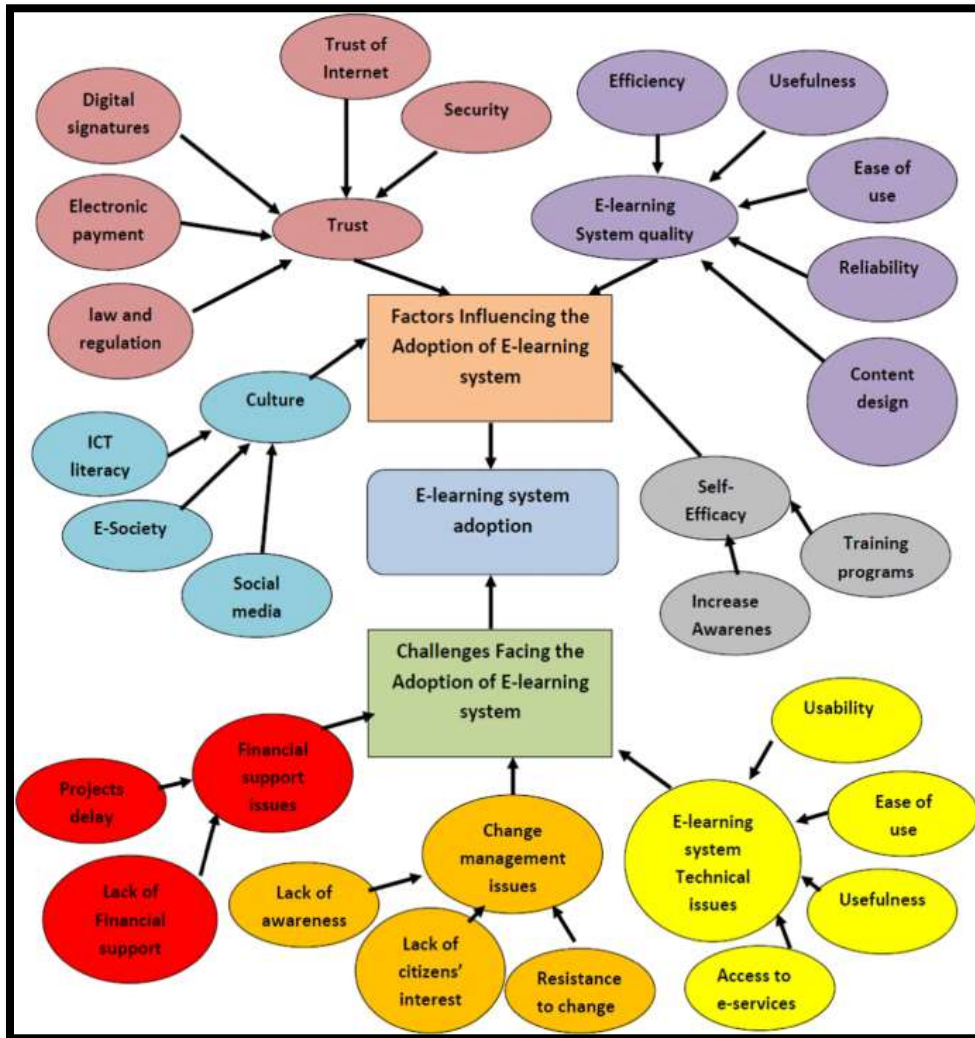 Trust of
Internet
Efficiency
Usefulness
Digital
signatures
Security
Ease of
use
Electronic
payment
Trust
E-learning
System quality
Reliability
law and
regulation
Factors Influencing the
Adoption of E-learning
system
Content
design
Culture
ICT
literacy
E-Society
Social
media
E-learning system
adoption
Self-
Efficacy
Training
programs
Increase
Awarenes
Challenges Facing the
Adoption of E-learning
system
Usability
Financial
support
issues
Projects
delay
Ease of
use
Change
management
issues
E-learning
system
Technical
issues
Lack of
Financial
support
Lack of
awareness
Usefulness
Lack of
citizens’
interest
Resistance
to change
Access to
e-services